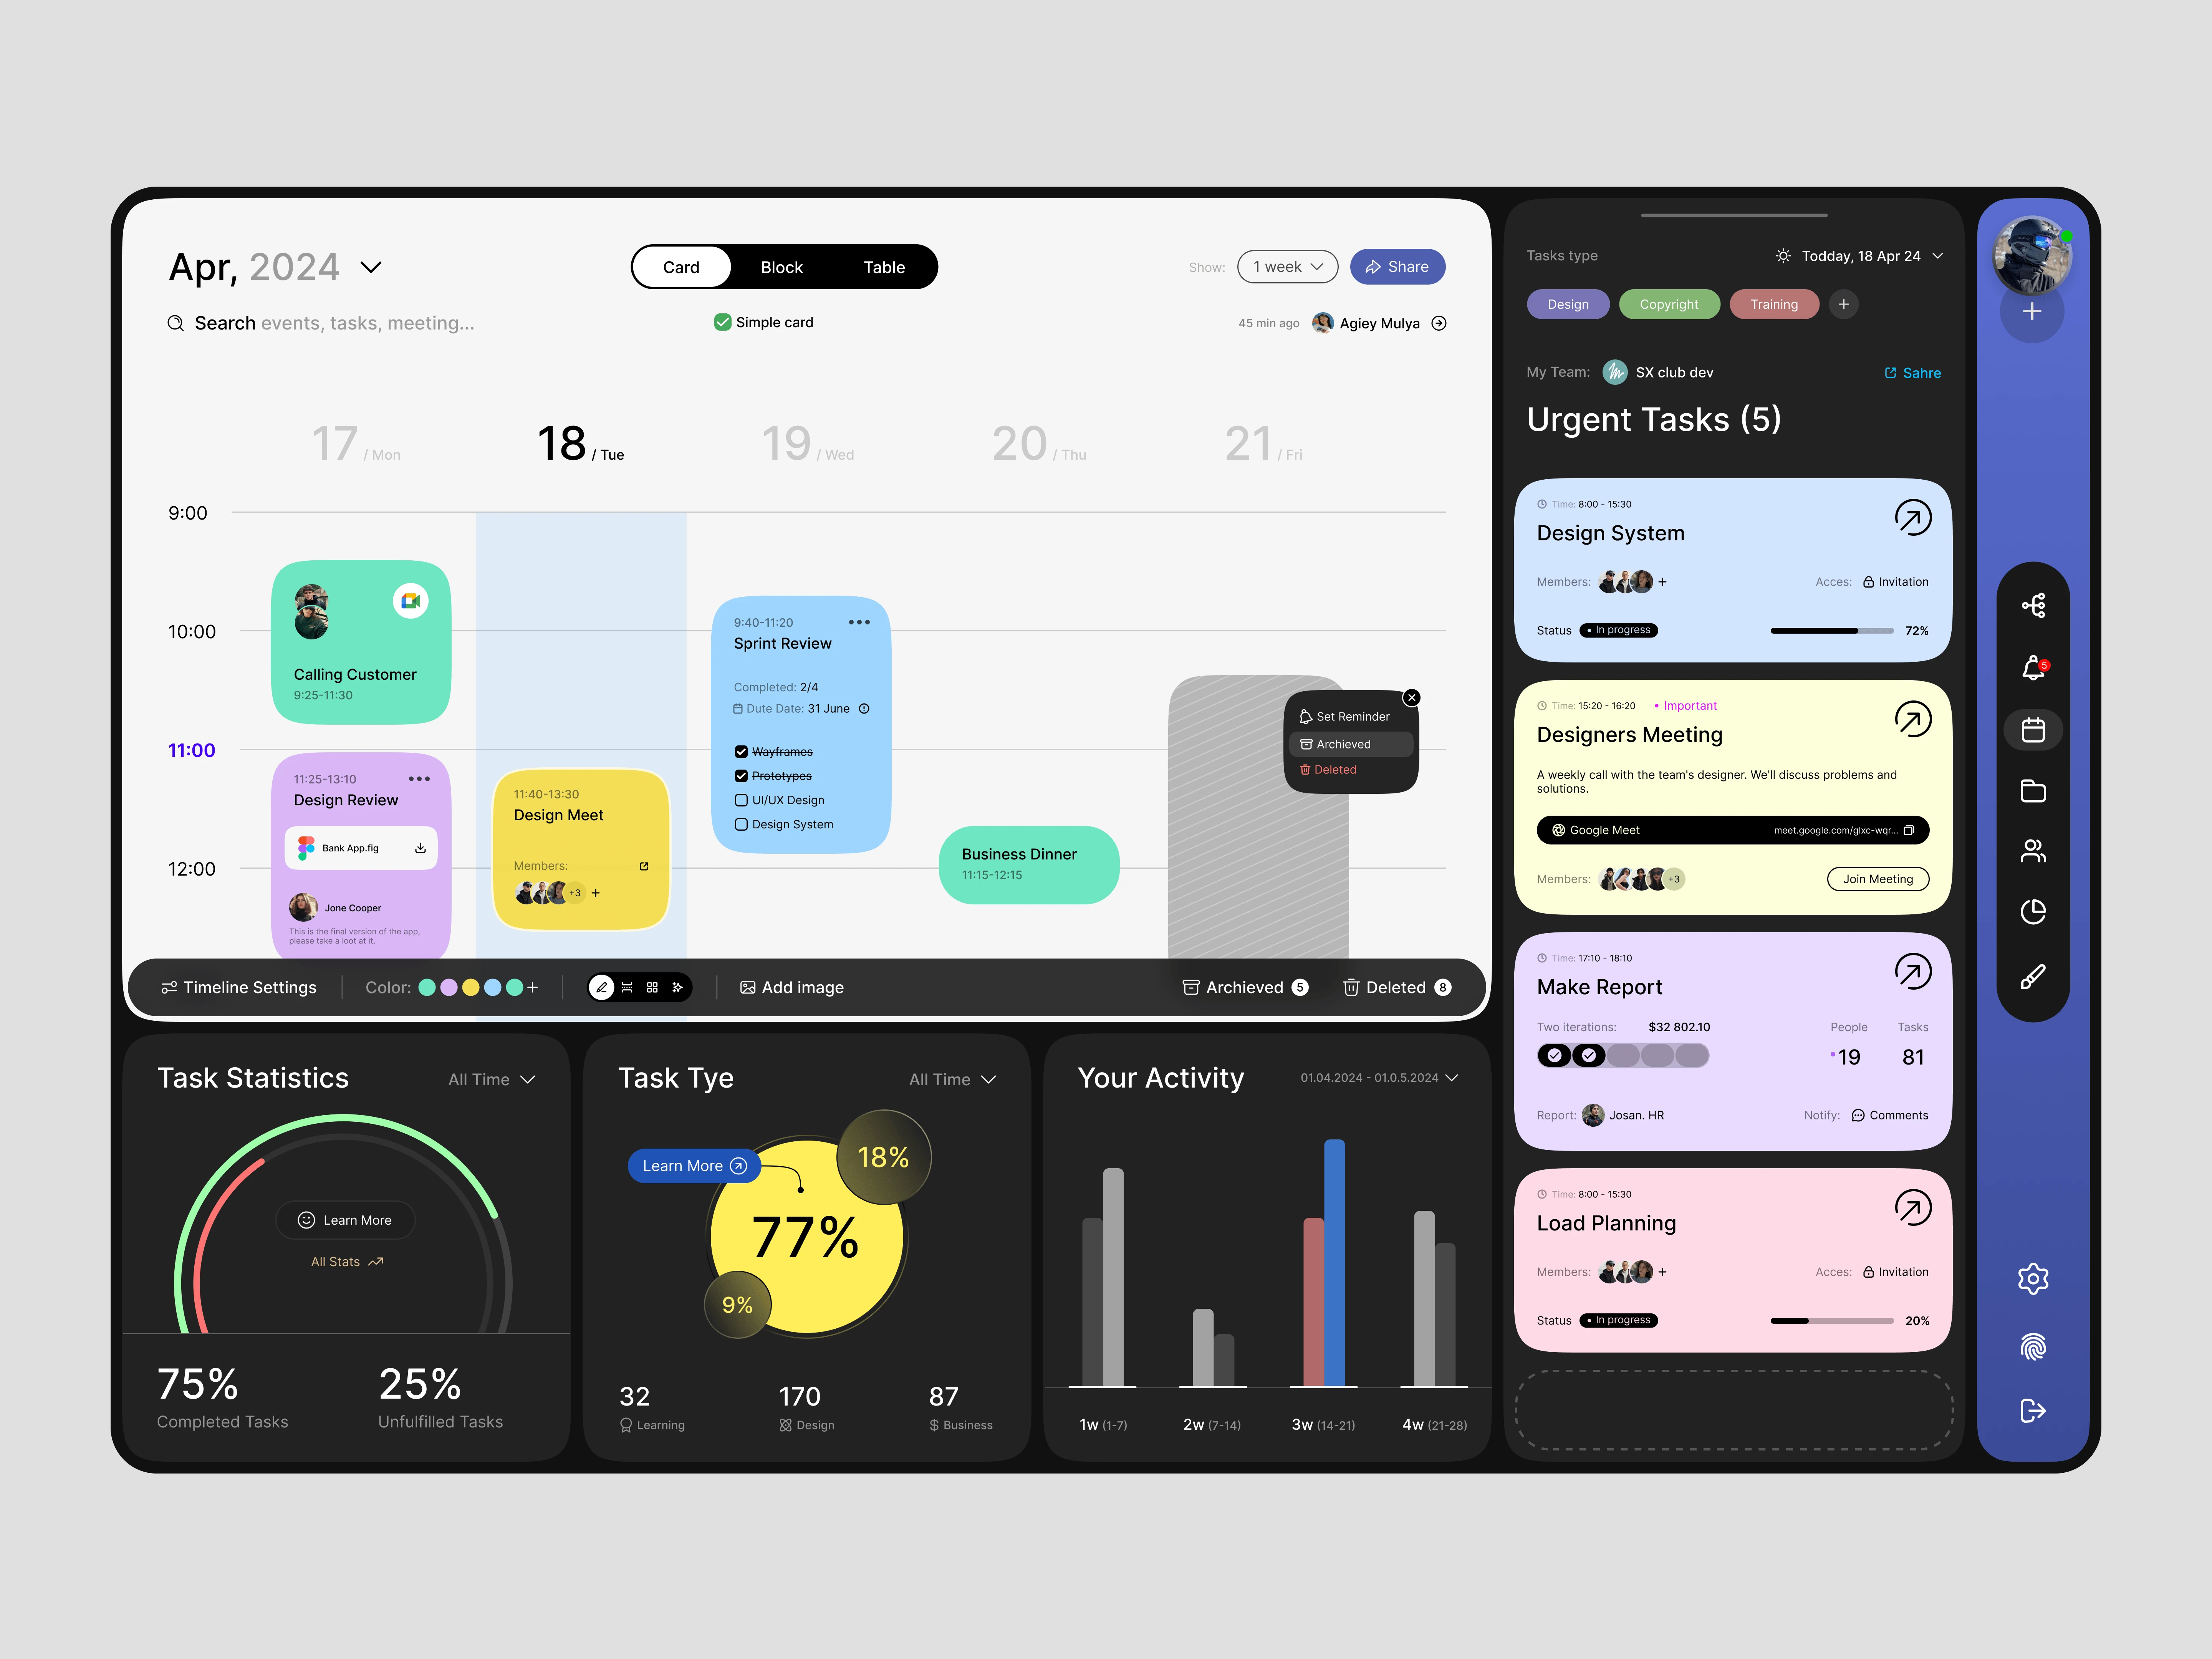 Apr, 2024
Card
Block
Table
Show:
1 week
Share
Search events, tasks, meeting...
Simple card
45 min ago
Agiey Mulya
17 / Mon
18 / Tue
19 / Wed
20 / Thu
21 / Fri
9:00
10:00
11:00
12:00
Calling Customer
9:25-11:30
11:25-13:10
Design Review
Bank App.fig
Jone Cooper
This is the final version of the app,
please take a loot at it.
11:40-13:30
Design Meet
Members:
+3 +
9:40-11:20
Sprint Review
Completed: 2/4
Dute Date: 31 June
Wayframes
Prototypes
UI/UX Design
Design System
Business Dinner
11:15-12:15
Set Reminder
Archieved
Deleted
Timeline Settings
Color:
+
Add image
Archieved 5
Deleted 8
Task Statistics
All Time
Learn More
All Stats
75%
Completed Tasks
25%
Unfulfilled Tasks
Task Tye
All Time
Learn More
18%
77%
9%
32
Learning
170
Design
87
Business
Your Activity
01.04.2024 - 01.0.5.2024
1w (1-7)
2w (7-14)
3w (14-21)
4w (21-28)
Tasks type
Todday, 18 Apr 24
Design
Copyright
Training
+
My Team:
SX club dev
Sahre
Urgent Tasks (5)
Time: 8:00 - 15:30
Design System
Members:
+
Acces:
Invitation
Status
• In progress
72%
Time: 15:20 - 16:20
• Important
Designers Meeting
A weekly call with the team's designer. We'll discuss problems and
solutions.
Google Meet
meet.google.com/glxc-wqr...
Members:
+3
Join Meeting
Time: 17:10 - 18:10
Make Report
Two iterations:
$32 802.10
People
Tasks
19
81
Report:
Josan. HR
Notify:
Comments
Time: 8:00 - 15:30
Load Planning
Members:
+
Acces:
Invitation
Status
• In progress
20%
+
5